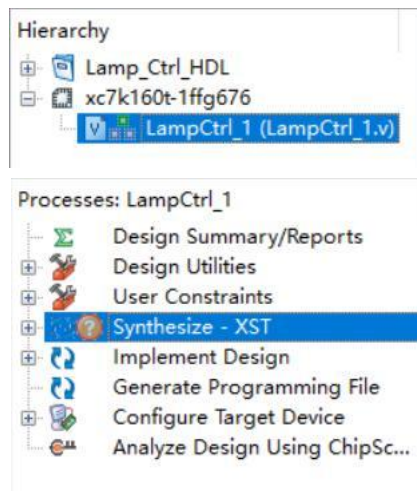 Hierarchy
Lamp_Ctrl_HDL
xc7k160t-1ffg676
V LampCtrl_1 (LampCtrl_1.v)
Processes: LampCtrl_1
Design Summary/Reports
Design Utilities
User Constraints
Synthesize - XST
Implement Design
Generate Programming File
Configure Target Device
Analyze Design Using ChipSc...